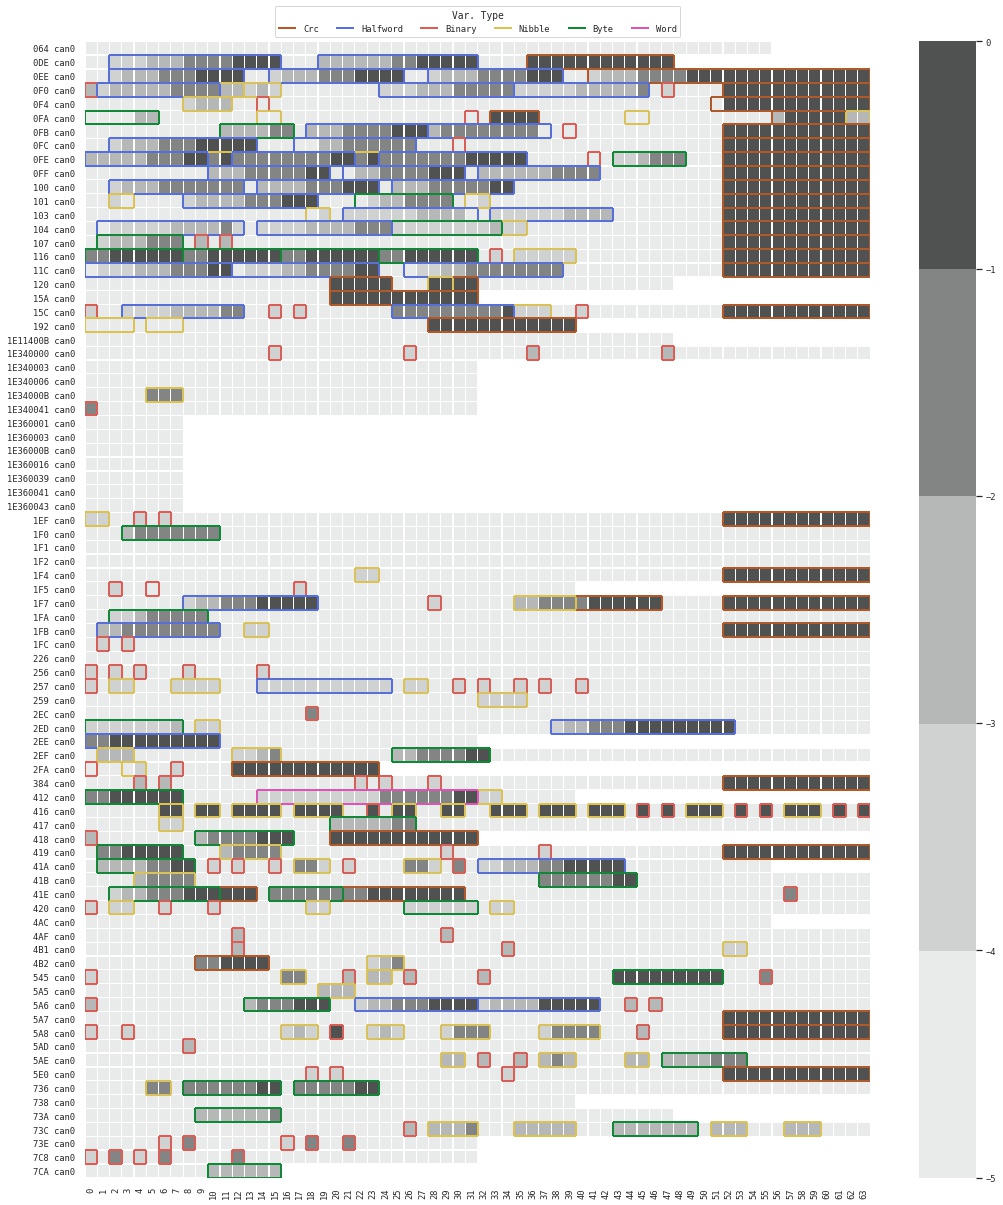 Var. Type
Crc Halfword Binary Nibble Byte Word
064 can0
0DE can0
0EE can0
0F0 can0
0F4 can0
0FA can0
0FB can0
0FC can0
0FE can0
0FF can0
100 can0
101 can0
103 can0
104 can0
107 can0
116 can0
11C can0
120 can0
15A can0
15C can0
192 can0
1E11400B can0
1E340000 can0
1E340003 can0
1E340006 can0
1E34000B can0
1E340041 can0
1E360001 can0
1E360003 can0
1E36000B can0
1E360016 can0
1E360039 can0
1E360041 can0
1E360043 can0
1EF can0
1F0 can0
1F1 can0
1F2 can0
1F4 can0
1F5 can0
1F7 can0
1FA can0
1FB can0
1FC can0
226 can0
256 can0
257 can0
259 can0
2EC can0
2ED can0
2EE can0
2EF can0
2FA can0
384 can0
412 can0
416 can0
417 can0
418 can0
419 can0
41A can0
41B can0
41E can0
420 can0
4AC can0
4AF can0
4B1 can0
4B2 can0
545 can0
5A5 can0
5A6 can0
5A7 can0
5A8 can0
5AD can0
5AE can0
5E0 can0
736 can0
738 can0
73A can0
73C can0
73E can0
7C8 can0
7CA can0
0 1 2 3 4 5 6 7 8 9 10 11 12 13 14 15 16 17 18 19 20 21 22 23 24 25 26 27 28 29 30 31 32 33 34 35 36 37 38 39 40 41 42 43 44 45 46 47 48 49 50 51 52 53 54 55 56 57 58 59 60 61 62 63
0
−1
−2
−3
−4
−5